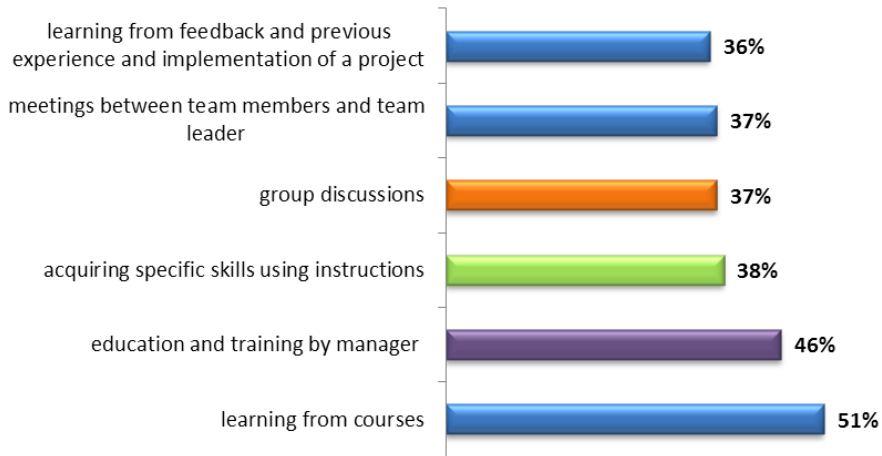 learning from feedback and previous
experience and implementation of a project
36%
meetings between team members and team
leader
37%
group discussions
37%
acquiring specific skills using instructions
38%
education and training by manager
46%
learning from courses
51%